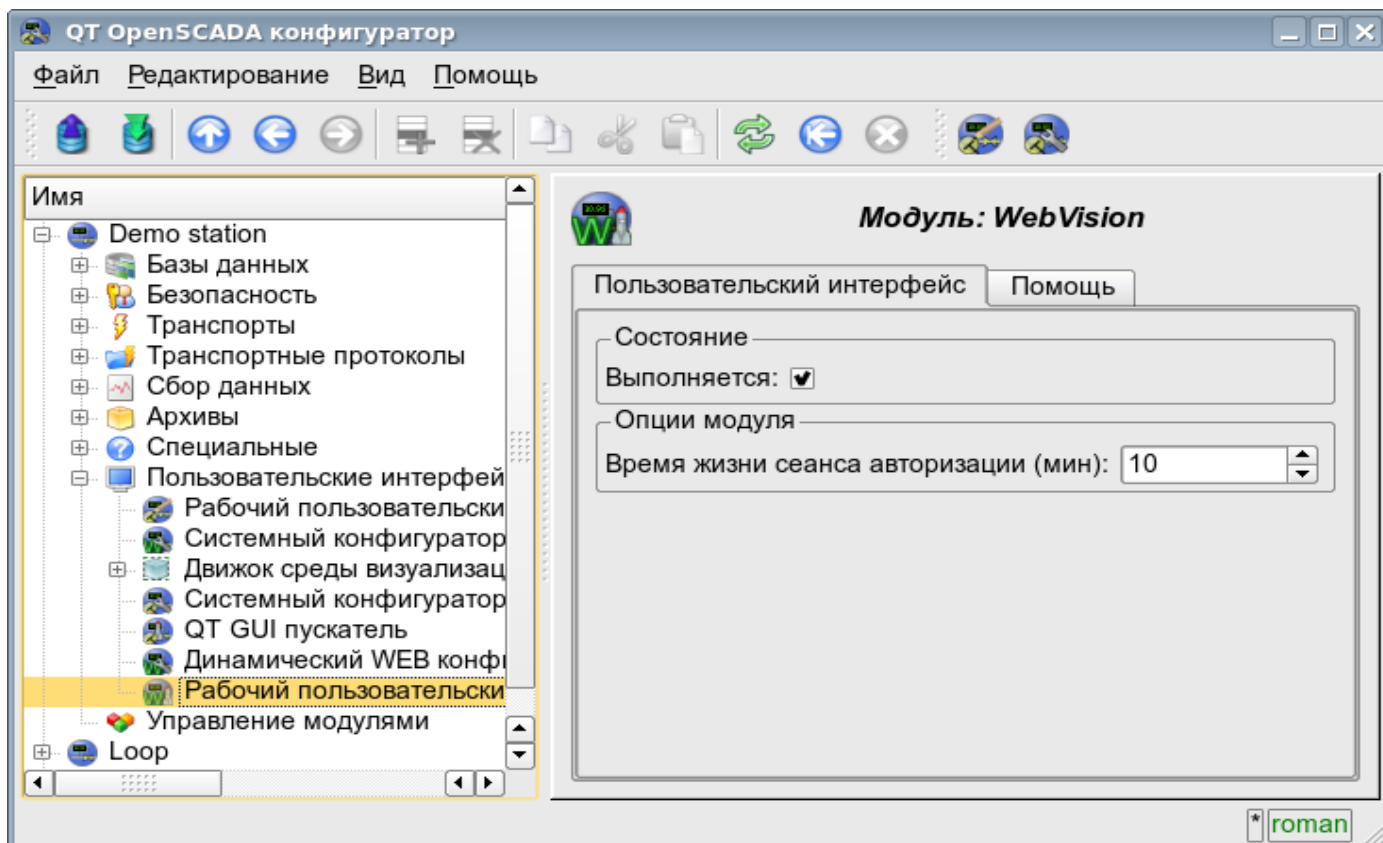 QT OpenSCADA конфигуратор
Файл Редактирование Вид Помощь
Имя
Demo station
Базы данных
Безопасность
Транспорты
Транспортные протоколы
Сбор данных
Архивы
Специальные
Пользовательские интерфей
Рабочий пользовательски
Системный конфигуратор
Движок среды визуализац
Системный конфигуратор
QT GUI пускатель
Динамический WEB конфи
Рабочий пользовательски
Управление модулями
Loop
Модуль: WebVision
Пользовательский интерфейс Помощь
Состояние
Выполняется:
Опции модуля
Время жизни сеанса авторизации (мин): 10
* roman